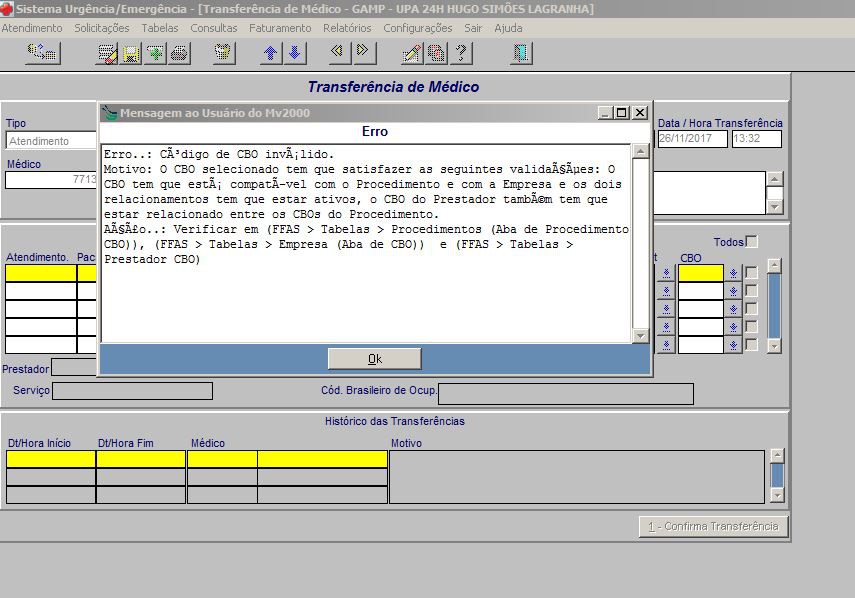 Sistema Urgência/Emergência - [Transferência de Médico - GAMP - UPA 24H HUGO SIMÕES LAGRANHA]
Atendimento Solicitações Tabelas Consultas Faturamento Relatórios Configurações Sair Ajuda
Transferência de Médico
Mensagem ao Usuário do Mv2000
Erro
Tipo
Data / Hora Transferência
Atendimento
26/11/2017 13:32
Médico
7713
Erro..: CÃ³digo de CBO invÃ¡lido.
Motivo: O CBO selecionado tem que satisfazer as seguintes validaÃ§Ãµes: O
CBO tem que estÃ¡ compatÃ-vel com o Procedimento e com a Empresa e os dois
relacionamentos tem que estar ativos, o CBO do Prestador tambÃ©m tem que
estar relacionado entre os CBOs do Procedimento.
AÃ§Ã£o..: Verificar em (FFAS > Tabelas > Procedimentos (Aba de Procedimento
CBO)), (FFAS > Tabelas > Empresa (Aba de CBO)) e (FFAS > Tabelas >
Prestador CBO)
Ok
Todos
Atendimento. Pac t CBO
Prestador
Serviço Cód. Brasileiro de Ocup.
Histórico das Transferências
Dt/Hora Início Dt/Hora Fim Médico Motivo
1 - Confirma Transferência